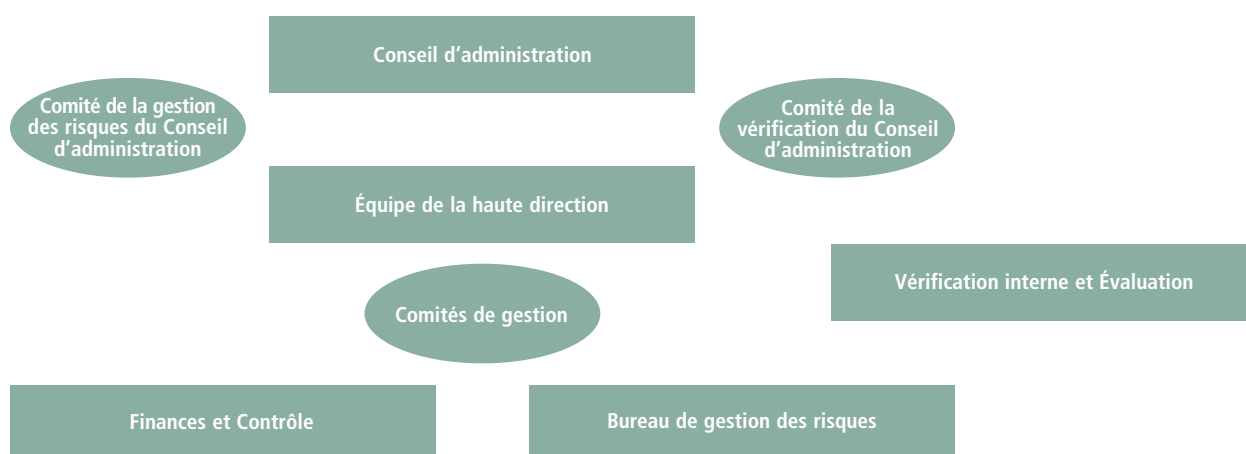 Conseil d’administration
Comité de la gestion
des risques du Conseil
d’administration
Comité de la
vérification du Conseil
d’administration
Équipe de la haute direction
Vérification interne et Évaluation
Comités de gestion
Finances et Contrôle
Bureau de gestion des risques